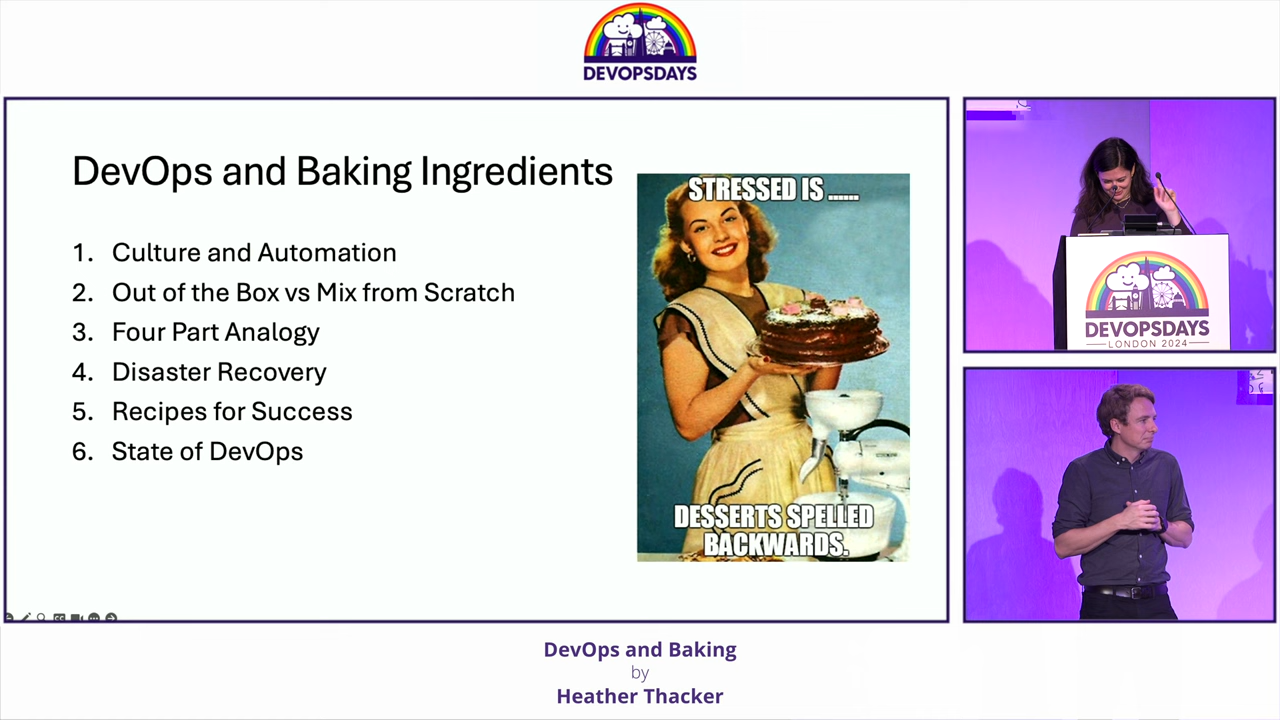 DEVOPSDAYS
DevOps and Baking Ingredients
1. Culture and Automation
2. Out of the Box vs Mix from Scratch
3. Four Part Analogy
4. Disaster Recovery
5. Recipes for Success
6. State of DevOps
STRESSED IS ......
DESSERTS SPELLED
BACKWARDS.
DEVOPSDAYS
LONDON 2024
DevOps and Baking
by
Heather Thacker